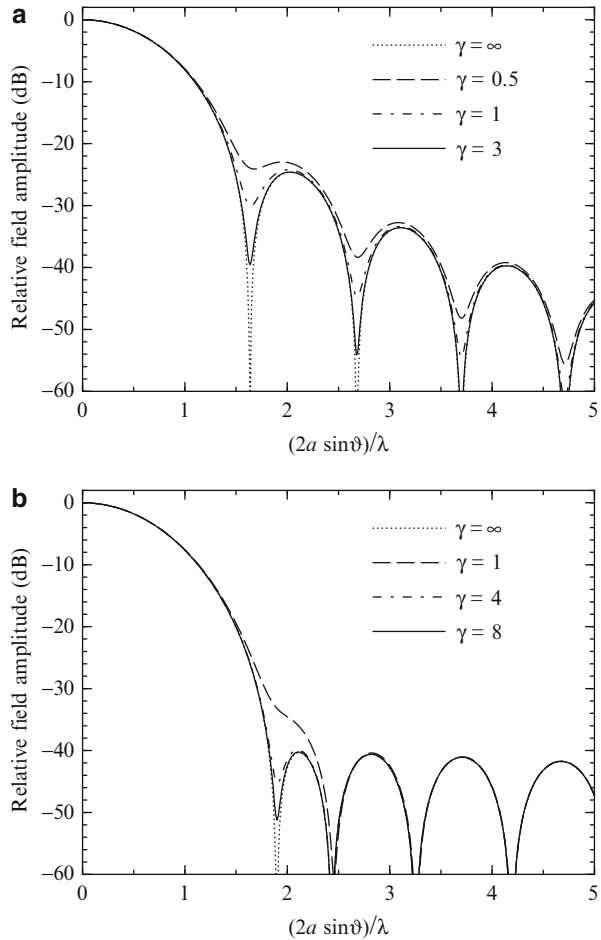 a
0
−10
−20
−30
−40
−50
−60
Relative field amplitude (dB)
γ = ∞
γ = 0.5
γ = 1
γ = 3
0 1 2 3 4 5
(2a sinϑ)/λ
b
0
−10
−20
−30
−40
−50
−60
Relative field amplitude (dB)
γ = ∞
γ = 1
γ = 4
γ = 8
0 1 2 3 4 5
(2a sinϑ)/λ